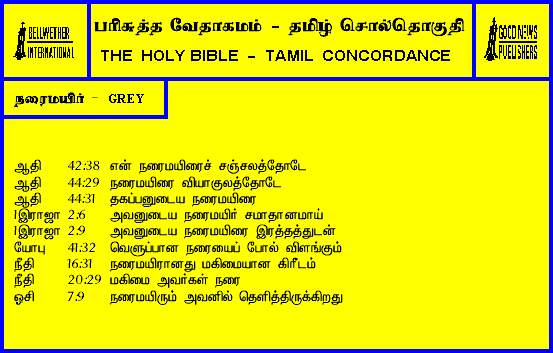 BELLWETHER
INTERNATIONAL
பரிசுத்த வேதாகமம் - தமிழ் சொல்தொகுதி
THE HOLY BIBLE - TAMIL CONCORDANCE
GOOD NEWS
PUBLISHERS
நரைமயிர் - GREY
ஆதி 42:38 என் நரைமயிரைச் சஞ்சலத்தோடே
ஆதி 44:29 நரைமயிரை வியாகுலத்தோடே
ஆதி 44:31 தகப்பனுடைய நரைமயிரை
1இராஜா 2:6 அவனுடைய நரைமயிர் சமாதானமாய்
1இராஜா 2:9 அவனுடைய நரைமயிரை இரத்தத்துடன்
யோபு 41:32 வெளுப்பான நரையைப் போல் விளங்கும்
நீதி 16:31 நரைமயிரானது மகிமையான கிரீடம்
நீதி 20:29 மகிமை அவர்கள் நரை
ஓசி 7:9 நரைமயிரும் அவனில் தெளித்திருக்கிறது